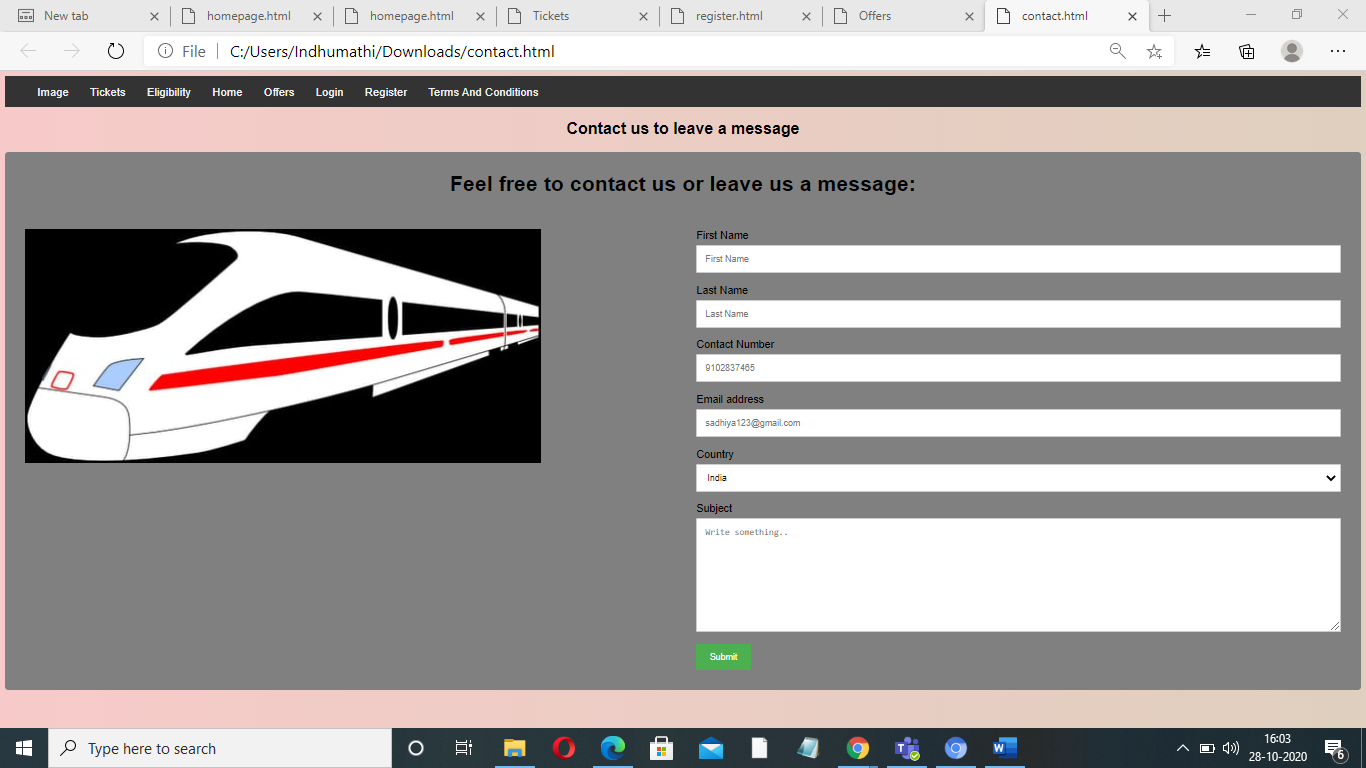 New tab homepage.html homepage.html Tickets register.html Offers contact.html
File C:/Users/Indhumathi/Downloads/contact.html
Image Tickets Eligibility Home Offers Login Register Terms And Conditions
Contact us to leave a message
Feel free to contact us or leave us a message:
First Name
First Name
Last Name
Last Name
Contact Number
9102837465
Email address
sadhiya123@gmail.com
Country
India
Subject
Write something..
Submit
Type here to search
16:03
28-10-2020
6